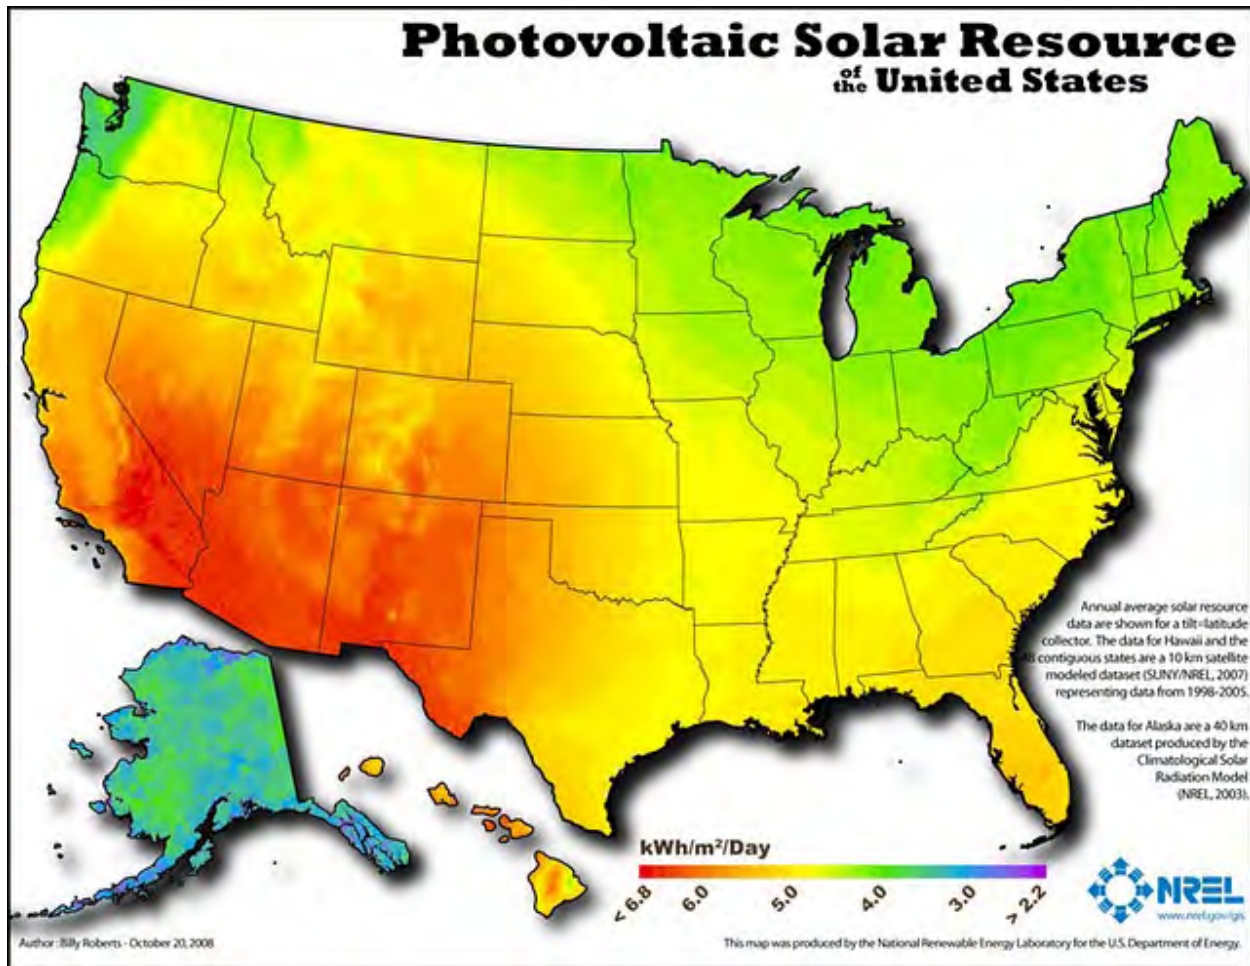 Photovoltaic Solar Resource
of the United States
Annual average solar resource
data are shown for a tilt=latitude
collector. The data for Hawaii and the
48 contiguous states are a 10 km satellite
modeled dataset (SUNY/NREL, 2007)
representing data from 1998-2005.
The data for Alaska are a 40 km
dataset produced by the
Climatological Solar
Radiation Model
(NREL, 2003).
kWh/m²/Day
< 6.8 6.0 5.0 4.0 3.0 > 2.2
NREL
www.nrel.gov/gis
Author : Billy Roberts - October 20, 2008
This map was produced by the National Renewable Energy Laboratory for the U.S. Department of Energy.